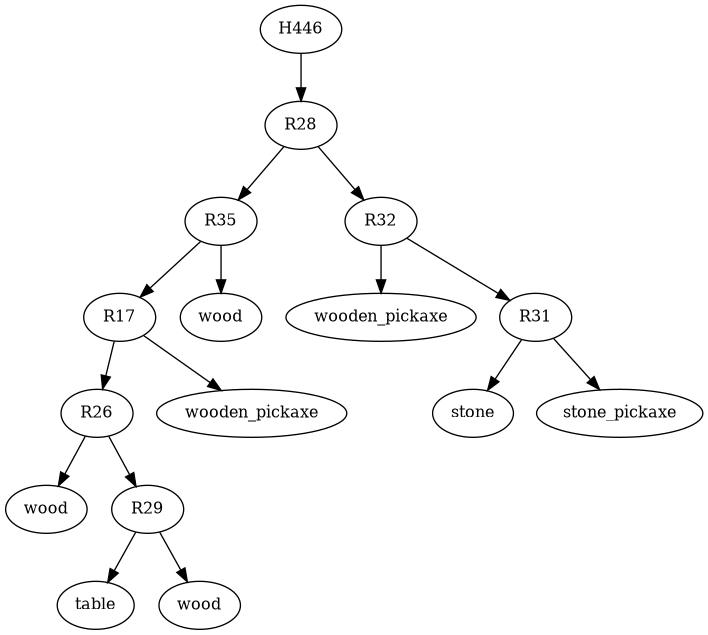 H446
R28
R35
R32
R17
wood
wooden_pickaxe
R31
R26
wooden_pickaxe
stone
stone_pickaxe
wood
R29
table
wood